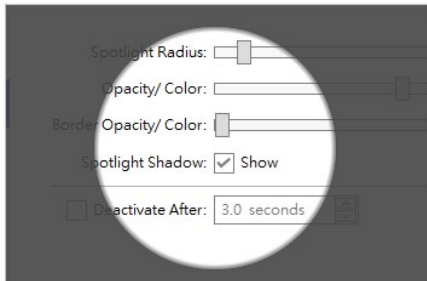 Spotlight Radius:
Opacity/ Color:
Border Opacity/ Color:
Spotlight Shadow: Show
Deactivate After: 3.0 seconds